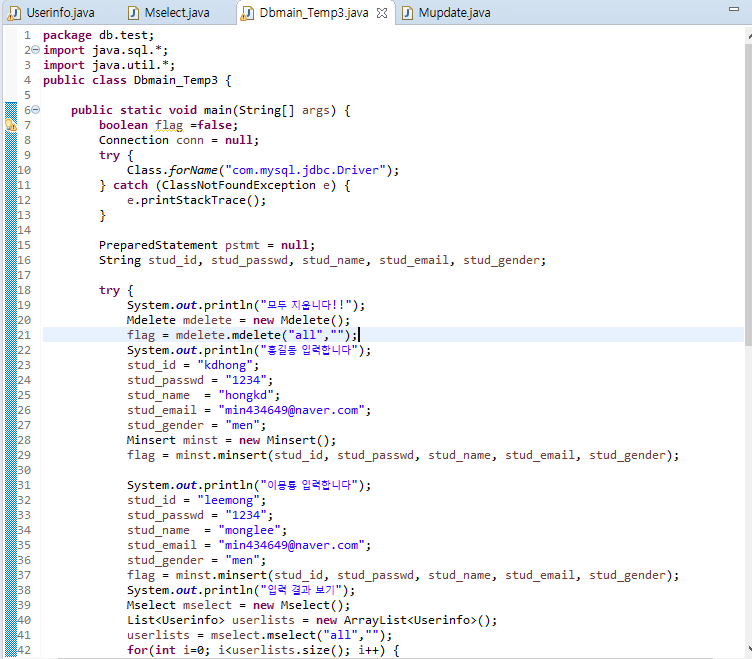 Userinfo.java Mselect.java Dbmain_Temp3.java Mupdate.java
1 package db.test;
2 import java.sql.*;
3 import java.util.*;
4 public class Dbmain_Temp3 {
5
6 public static void main(String[] args) {
7 boolean flag =false;
8 Connection conn = null;
9 try {
10 Class.forName("com.mysql.jdbc.Driver");
11 } catch (ClassNotFoundException e) {
12 e.printStackTrace();
13 }
14
15 PreparedStatement pstmt = null;
16 String stud_id, stud_passwd, stud_name, stud_email, stud_gender;
17
18 try {
19 System.out.println("모두 지웁니다!!");
20 Mdelete mdelete = new Mdelete();
21 flag = mdelete.mdelete("all","");
22 System.out.println("홍길동 입력합니다");
23 stud_id = "kdhong";
24 stud_passwd = "1234";
25 stud_name  = "hongkd";
26 stud_email = "min434649@naver.com";
27 stud_gender = "men";
28 Minsert minst = new Minsert();
29 flag = minst.minsert(stud_id, stud_passwd, stud_name, stud_email, stud_gender);
30
31 System.out.println("이몽룡 입력합니다");
32 stud_id = "leemong";
33 stud_passwd = "1234";
34 stud_name  = "monglee";
35 stud_email = "min434649@naver.com";
36 stud_gender = "men";
37 flag = minst.minsert(stud_id, stud_passwd, stud_name, stud_email, stud_gender);
38 System.out.println("입력 결과 보기");
39 Mselect mselect = new Mselect();
40 List<Userinfo> userlists = new ArrayList<Userinfo>();
41 userlists = mselect.mselect("all","");
42 for(int i=0; i<userlists.size(); i++) {